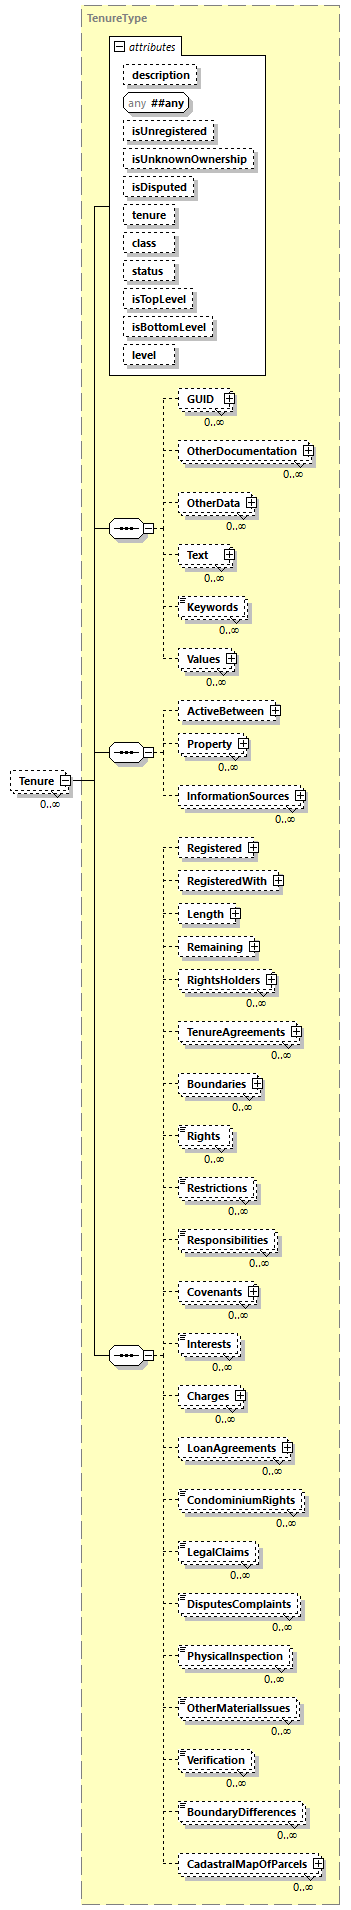 TenureType
attributes
description
any ##any
isUnregistered
isUnknownOwnership
isDisputed
tenure
class
status
isTopLevel
isBottomLevel
level
GUID
0..∞
OtherDocumentation
0..∞
OtherData
0..∞
Text
0..∞
Keywords
0..∞
Values
0..∞
ActiveBetween
Property
0..∞
Tenure
0..∞
InformationSources
0..∞
Registered
RegisteredWith
Length
Remaining
RightsHolders
0..∞
TenureAgreements
0..∞
Boundaries
0..∞
Rights
0..∞
Restrictions
0..∞
Responsibilities
0..∞
Covenants
0..∞
Interests
0..∞
Charges
0..∞
LoanAgreements
0..∞
CondominiumRights
0..∞
LegalClaims
0..∞
DisputesComplaints
0..∞
PhysicalInspection
0..∞
OtherMaterialIssues
0..∞
Verification
0..∞
BoundaryDifferences
0..∞
CadastralMapOfParcels
0..∞